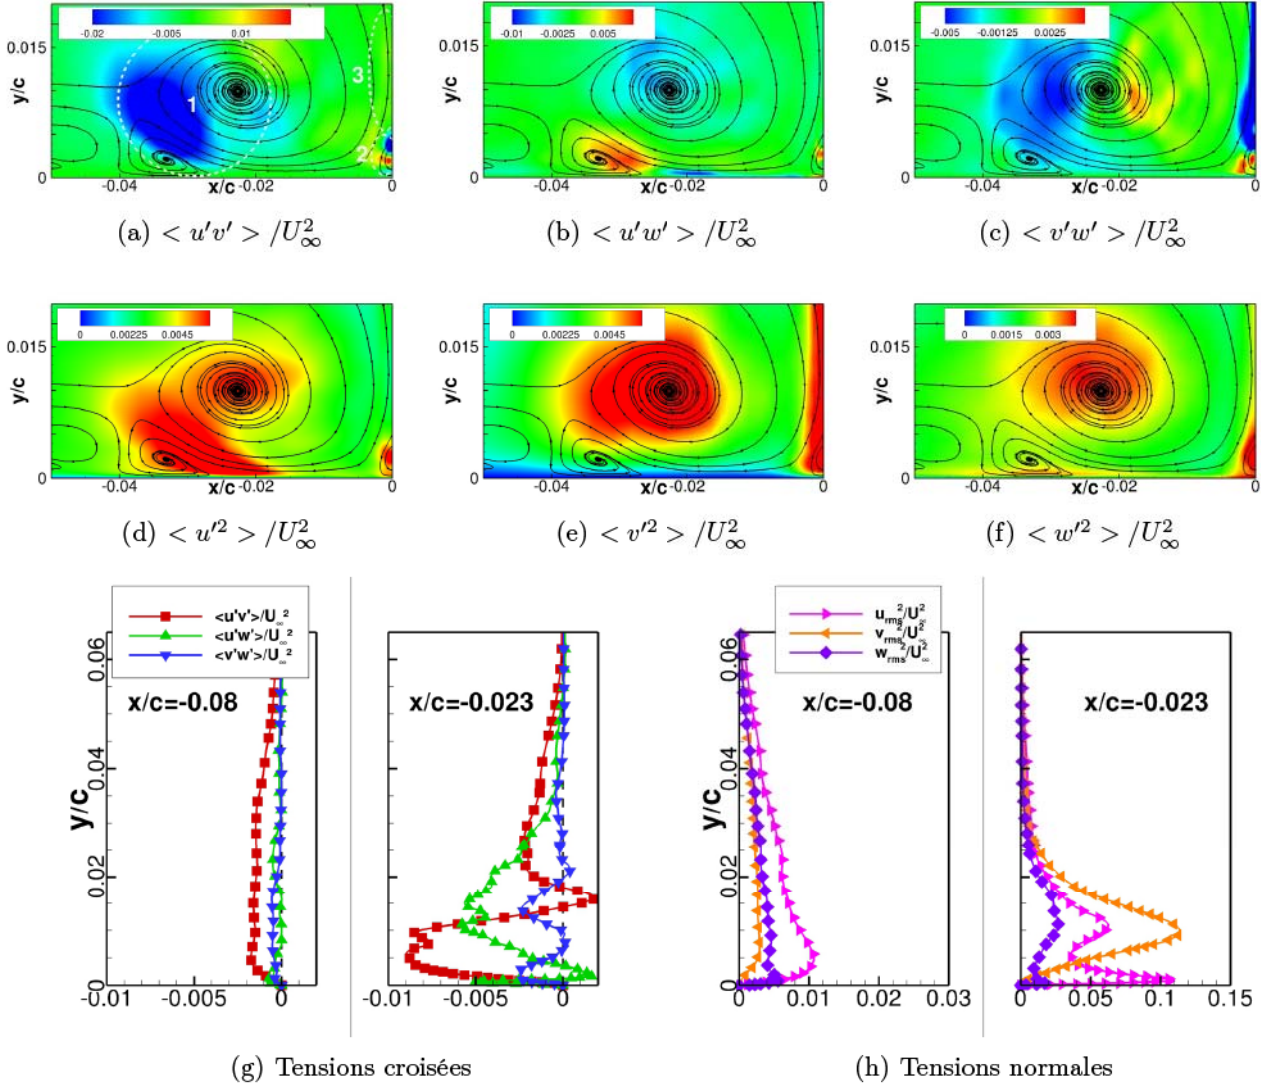 -0.02 -0.005 0.01
0.015
y/c
0
-0.04 x/c -0.02 0
1
2
3
(a) < u′v′ > /U∞²
-0.01 -0.0025 0.005
0.015
y/c
0
-0.04 x/c -0.02 0
(b) < u′w′ > /U∞²
-0.005 -0.00125 0.0025
0.015
y/c
0
-0.04 x/c -0.02 0
(c) < v′w′ > /U∞²
0 0.00225 0.0045
0.015
y/c
0
-0.04 x/c -0.02 0
(d) < u′² > /U∞²
0 0.00225 0.0045
0.015
y/c
0
-0.04 x/c -0.02 0
(e) < v′² > /U∞²
0 0.0015 0.003
0.015
y/c
0
-0.04 x/c -0.02 0
(f) < w′² > /U∞²
<u'v'>/U∞²
<u'w'>/U∞²
<v'w'>/U∞²
x/c=-0.08
x/c=-0.023
y/c
0.06
0.04
0.02
0
-0.01 -0.005 0
-0.01 -0.005 0
(g) Tensions croisées
u_rms²/U∞²
v_rms²/U∞²
w_rms²/U∞²
x/c=-0.08
x/c=-0.023
y/c
0.06
0.04
0.02
0
0 0.01 0.02 0.03
0 0.05 0.1 0.15
(h) Tensions normales